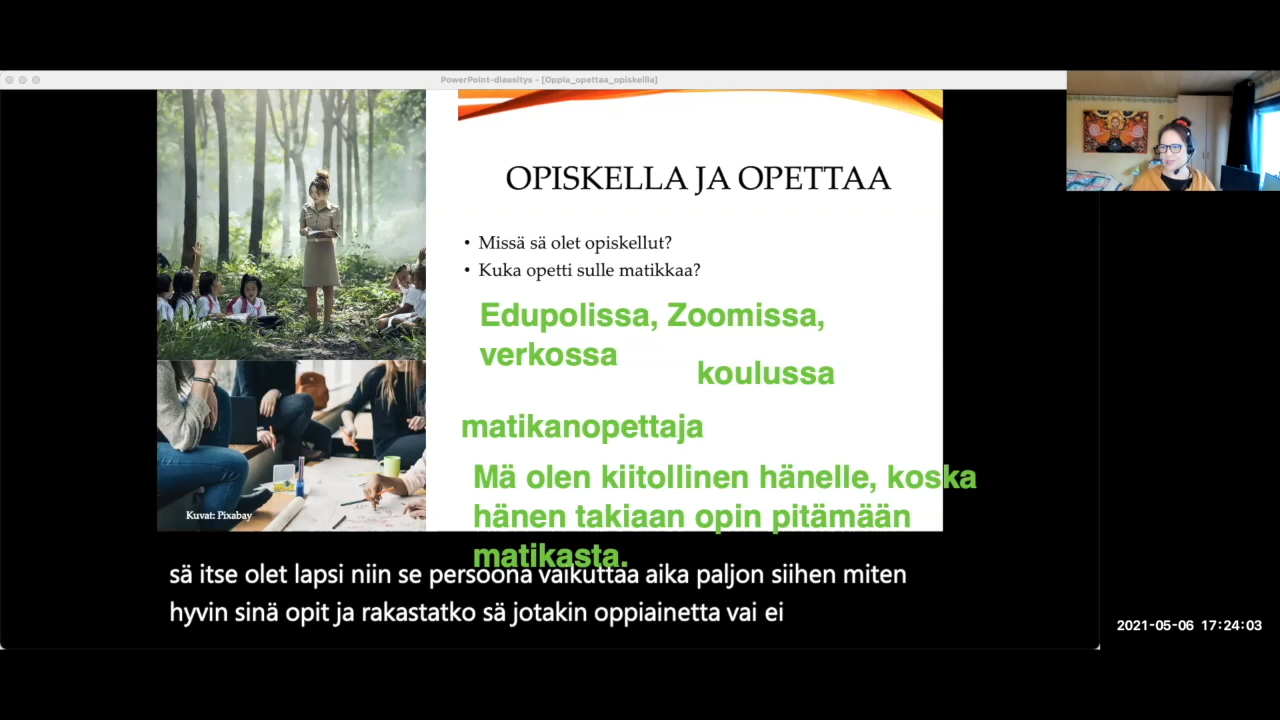 PowerPoint-diaesitys - [Oppia_opettaa_opiskella]
OPISKELLA JA OPETTAA
• Missä sä olet opiskellut?
• Kuka opetti sulle matikkaa?
Edupolissa, Zoomissa,
verkossa
koulussa
matikanopettaja
Mä olen kiitollinen hänelle, koska
hänen takiaan opin pitämään
matikasta.
Kuvat: Pixabay
sä itse olet lapsi niin se persoona vaikuttaa aika paljon siihen miten
hyvin sinä opit ja rakastatko sä jotakin oppiainetta vai ei
2021-05-06 17:24:03